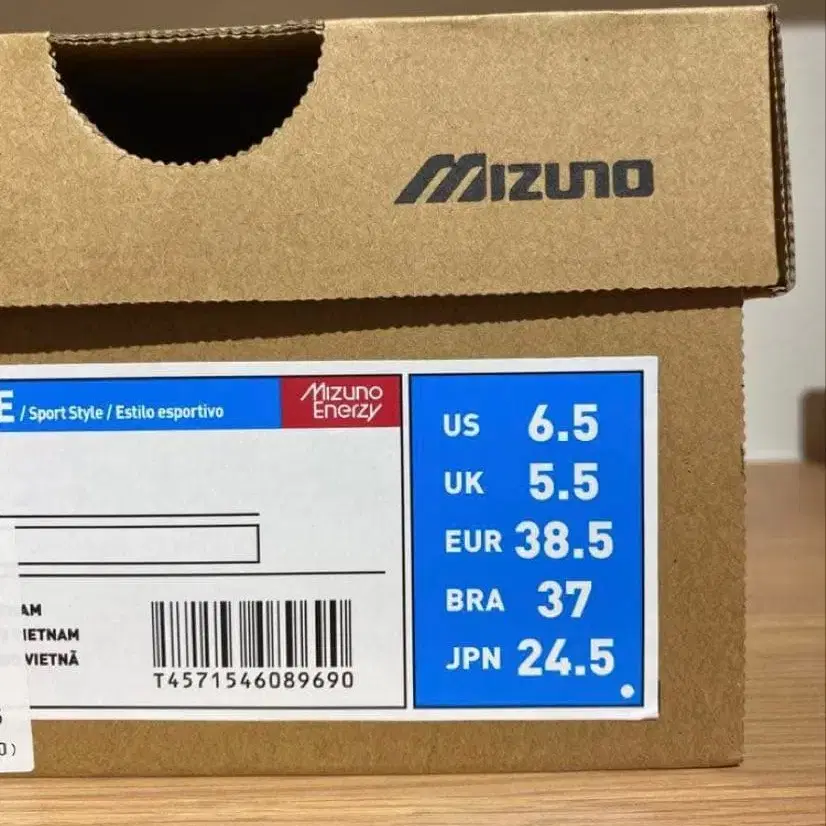 MIZUNO
E / Sport Style / Estilo esportivo
Mizuno
Enerzy
US 6.5
UK 5.5
EUR 38.5
BRA 37
JPN 24.5
AM
IETNAM
VIETNÃ
T4571546089690
0)